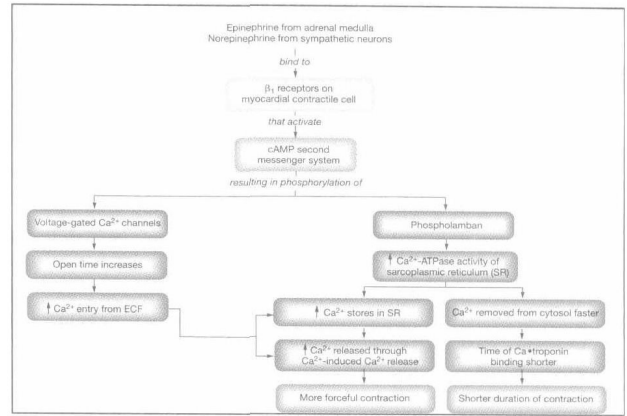 Epinephrine from adrenal medulla
Norepinephrine from sympathetic neurons
bind to
β₁ receptors on
myocardial contractile cell
that activate
cAMP second
messenger system
resulting in phosphorylation of
Voltage-gated Ca²⁺ channels
Open time increases
↑ Ca²⁺ entry from ECF
Phospholamban
↑ Ca²⁺-ATPase activity of
sarcoplasmic reticulum (SR)
↑ Ca²⁺ stores in SR
↑ Ca²⁺ released through
Ca²⁺-induced Ca²⁺ release
More forceful contraction
Ca²⁺ removed from cytosol faster
Time of Ca•troponin
binding shorter
Shorter duration of contraction